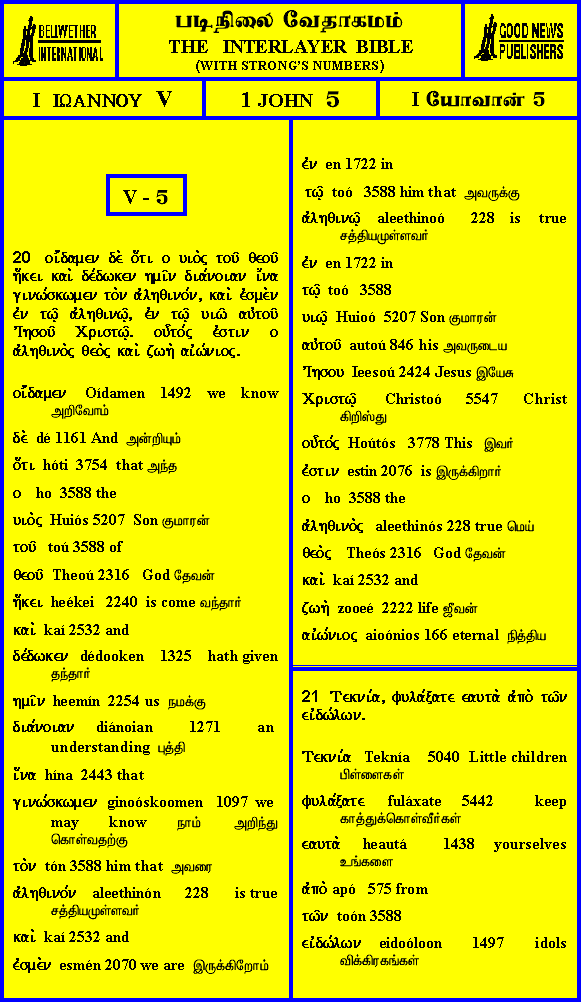 BELLWETHER
INTERNATIONAL
படிநிலை வேதாகமம்
THE INTERLAYER BIBLE
(WITH STRONG'S NUMBERS)
GOOD NEWS
PUBLISHERS
I ΙΩΑΝΝΟΥ V
1 JOHN 5
I யோவான் 5
V - 5
20 οἴδαμεν δὲ ὅτι ο υιὸς τοῦ θεοῦ
ἥκει καὶ δέδωκεν ημῖν διάνοιαν ἵνα
γινώσκωμεν τὸν ἀληθινόν, καὶ ἐσμὲν
ἐν τῷ ἀληθινῷ, ἐν τῷ υιῶ αὐτοῦ
Ἰησοῦ Χριστῷ. οὗτός ἐστιν ο
ἀληθινὸς θεὸς καὶ ζωὴ αἰώνιος.
οἴδαμεν Oídamen 1492 we know
அறிவோம்
δὲ dé 1161 And அன்றியும்
ὅτι hóti 3754 that அந்த
ο ho 3588 the
υιὸς Huiós 5207 Son குமாரன்
τοῦ toú 3588 of
θεοῦ Theoú 2316 God தேவன்
ἥκει heékei 2240 is come வந்தார்
καὶ kaí 2532 and
δέδωκεν dédooken 1325 hath given
தந்தார்
ημῖν heemín 2254 us நமக்கு
διάνοιαν diánoian 1271 an
understanding புத்தி
ἵνα hína 2443 that
γινώσκωμεν ginoóskoomen 1097 we
may know நாம் அறிந்து
கொள்வதற்கு
τὸν tón 3588 him that அவரை
ἀληθινόν aleethinón 228 is true
சத்தியமுள்ளவர்
καὶ kaí 2532 and
ἐσμὲν esmén 2070 we are இருக்கிறோம்
ἐν en 1722 in
τῷ toó 3588 him that அவருக்கு
ἀληθινῷ aleethinoó 228 is true
சத்தியமுள்ளவர்
ἐν en 1722 in
τῷ toó 3588
υιῷ Huioó 5207 Son குமாரன்
αὐτοῦ autoú 846 his அவருடைய
Ἰησου Ieesoú 2424 Jesus இயேசு
Χριστῷ Christoó 5547 Christ
கிறிஸ்து
οὗτός Hoútós 3778 This இவர்
ἐστιν estin 2076 is இருக்கிறார்
ο ho 3588 the
ἀληθινὸς aleethinós 228 true மெய்
θεὸς Theós 2316 God தேவன்
καὶ kaí 2532 and
ζωὴ zooeé 2222 life ஜீவன்
αἰώνιος aioónios 166 eternal நித்திய
21 Τεκνία, φυλάξατε εαυτὰ ἀπὸ τῶν
εἰδώλων.
Τεκνία Teknía 5040 Little children
பிள்ளைகள்
φυλάξατε fuláxate 5442 keep
காத்துக்கொள்வீர்கள்
εαυτὰ heautá 1438 yourselves
உங்களை
ἀπὸ apó 575 from
τῶν toón 3588
εἰδώλων eidoóloon 1497 idols
விக்கிரகங்கள்